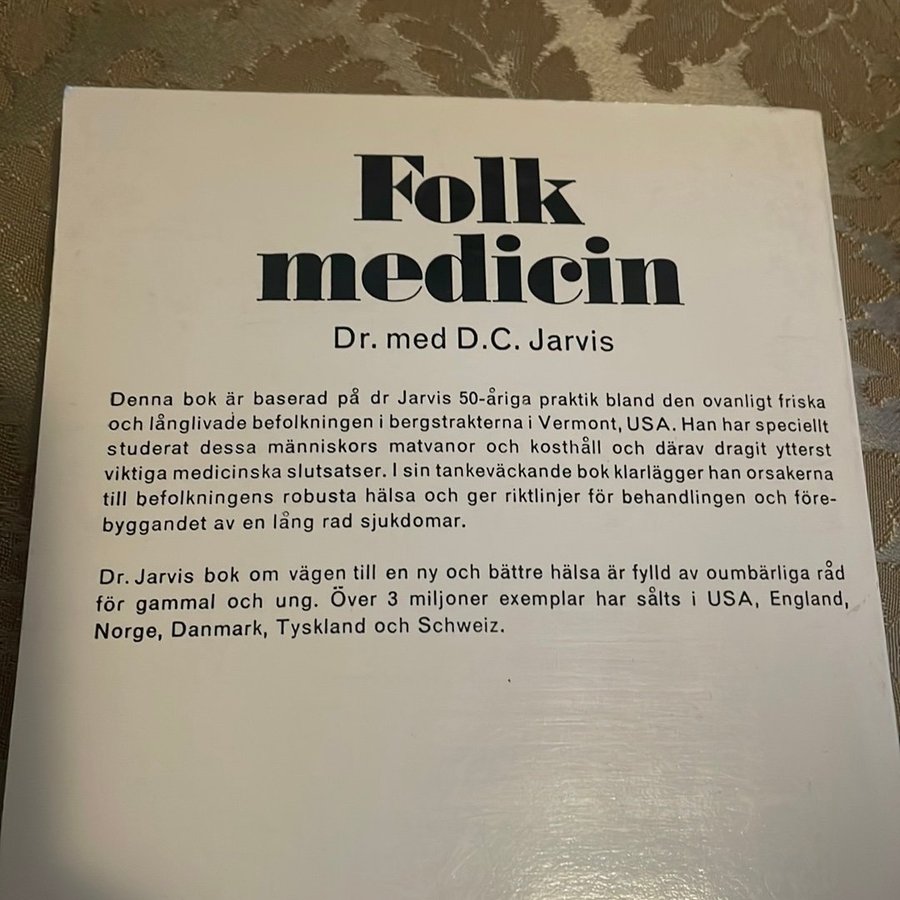 Folk
medicin
Dr. med D.C. Jarvis
Denna bok är baserad på dr Jarvis 50-åriga praktik bland den ovanligt friska
och långlivade befolkningen i bergstrakterna i Vermont, USA. Han har speciellt
studerat dessa människors matvanor och kosthåll och därav dragit ytterst
viktiga medicinska slutsatser. I sin tankeväckande bok klarlägger han orsakerna
till befolkningens robusta hälsa och ger riktlinjer för behandlingen och före-
byggandet av en lång rad sjukdomar.
Dr. Jarvis bok om vägen till en ny och bättre hälsa är fylld av oumbärliga råd
för gammal och ung. Över 3 miljoner exemplar har sålts i USA, England,
Norge, Danmark, Tyskland och Schweiz.